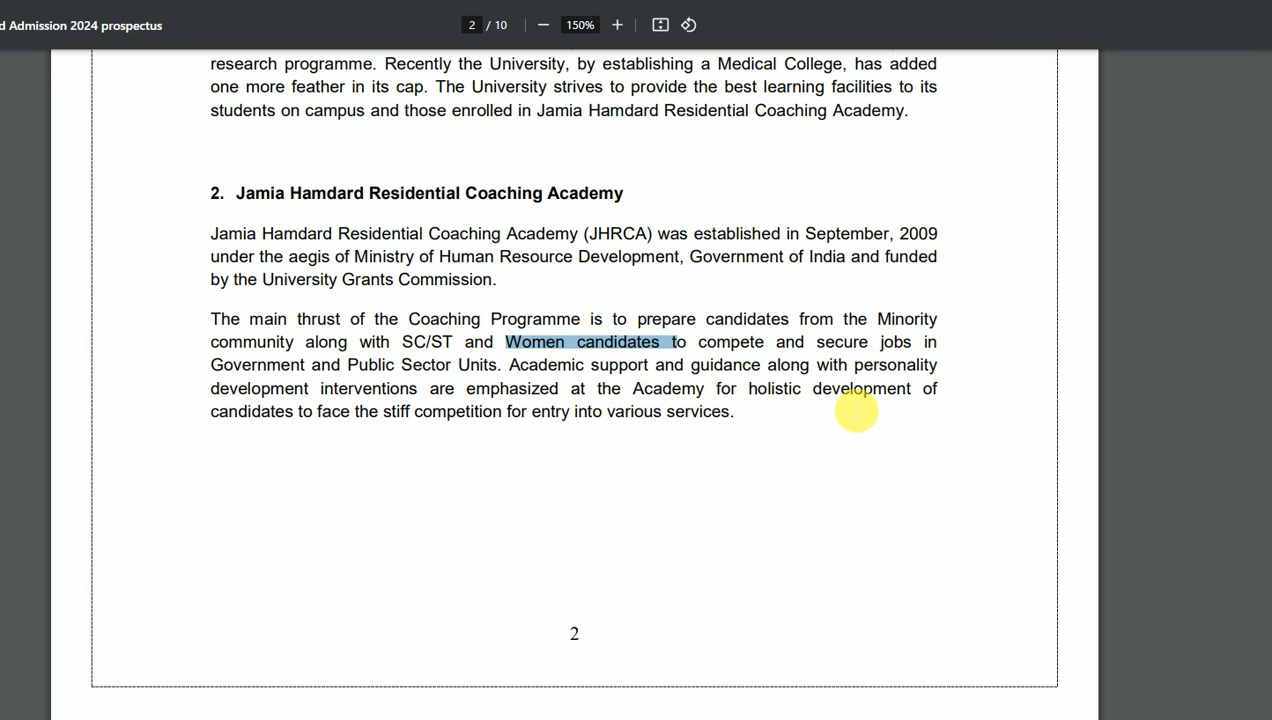 d Admission 2024 prospectus
2 / 10
150%
research programme. Recently the University, by establishing a Medical College, has added
one more feather in its cap. The University strives to provide the best learning facilities to its
students on campus and those enrolled in Jamia Hamdard Residential Coaching Academy.
2. Jamia Hamdard Residential Coaching Academy
Jamia Hamdard Residential Coaching Academy (JHRCA) was established in September, 2009
under the aegis of Ministry of Human Resource Development, Government of India and funded
by the University Grants Commission.
The main thrust of the Coaching Programme is to prepare candidates from the Minority
community along with SC/ST and Women candidates to compete and secure jobs in
Government and Public Sector Units. Academic support and guidance along with personality
development interventions are emphasized at the Academy for holistic development of
candidates to face the stiff competition for entry into various services.
2